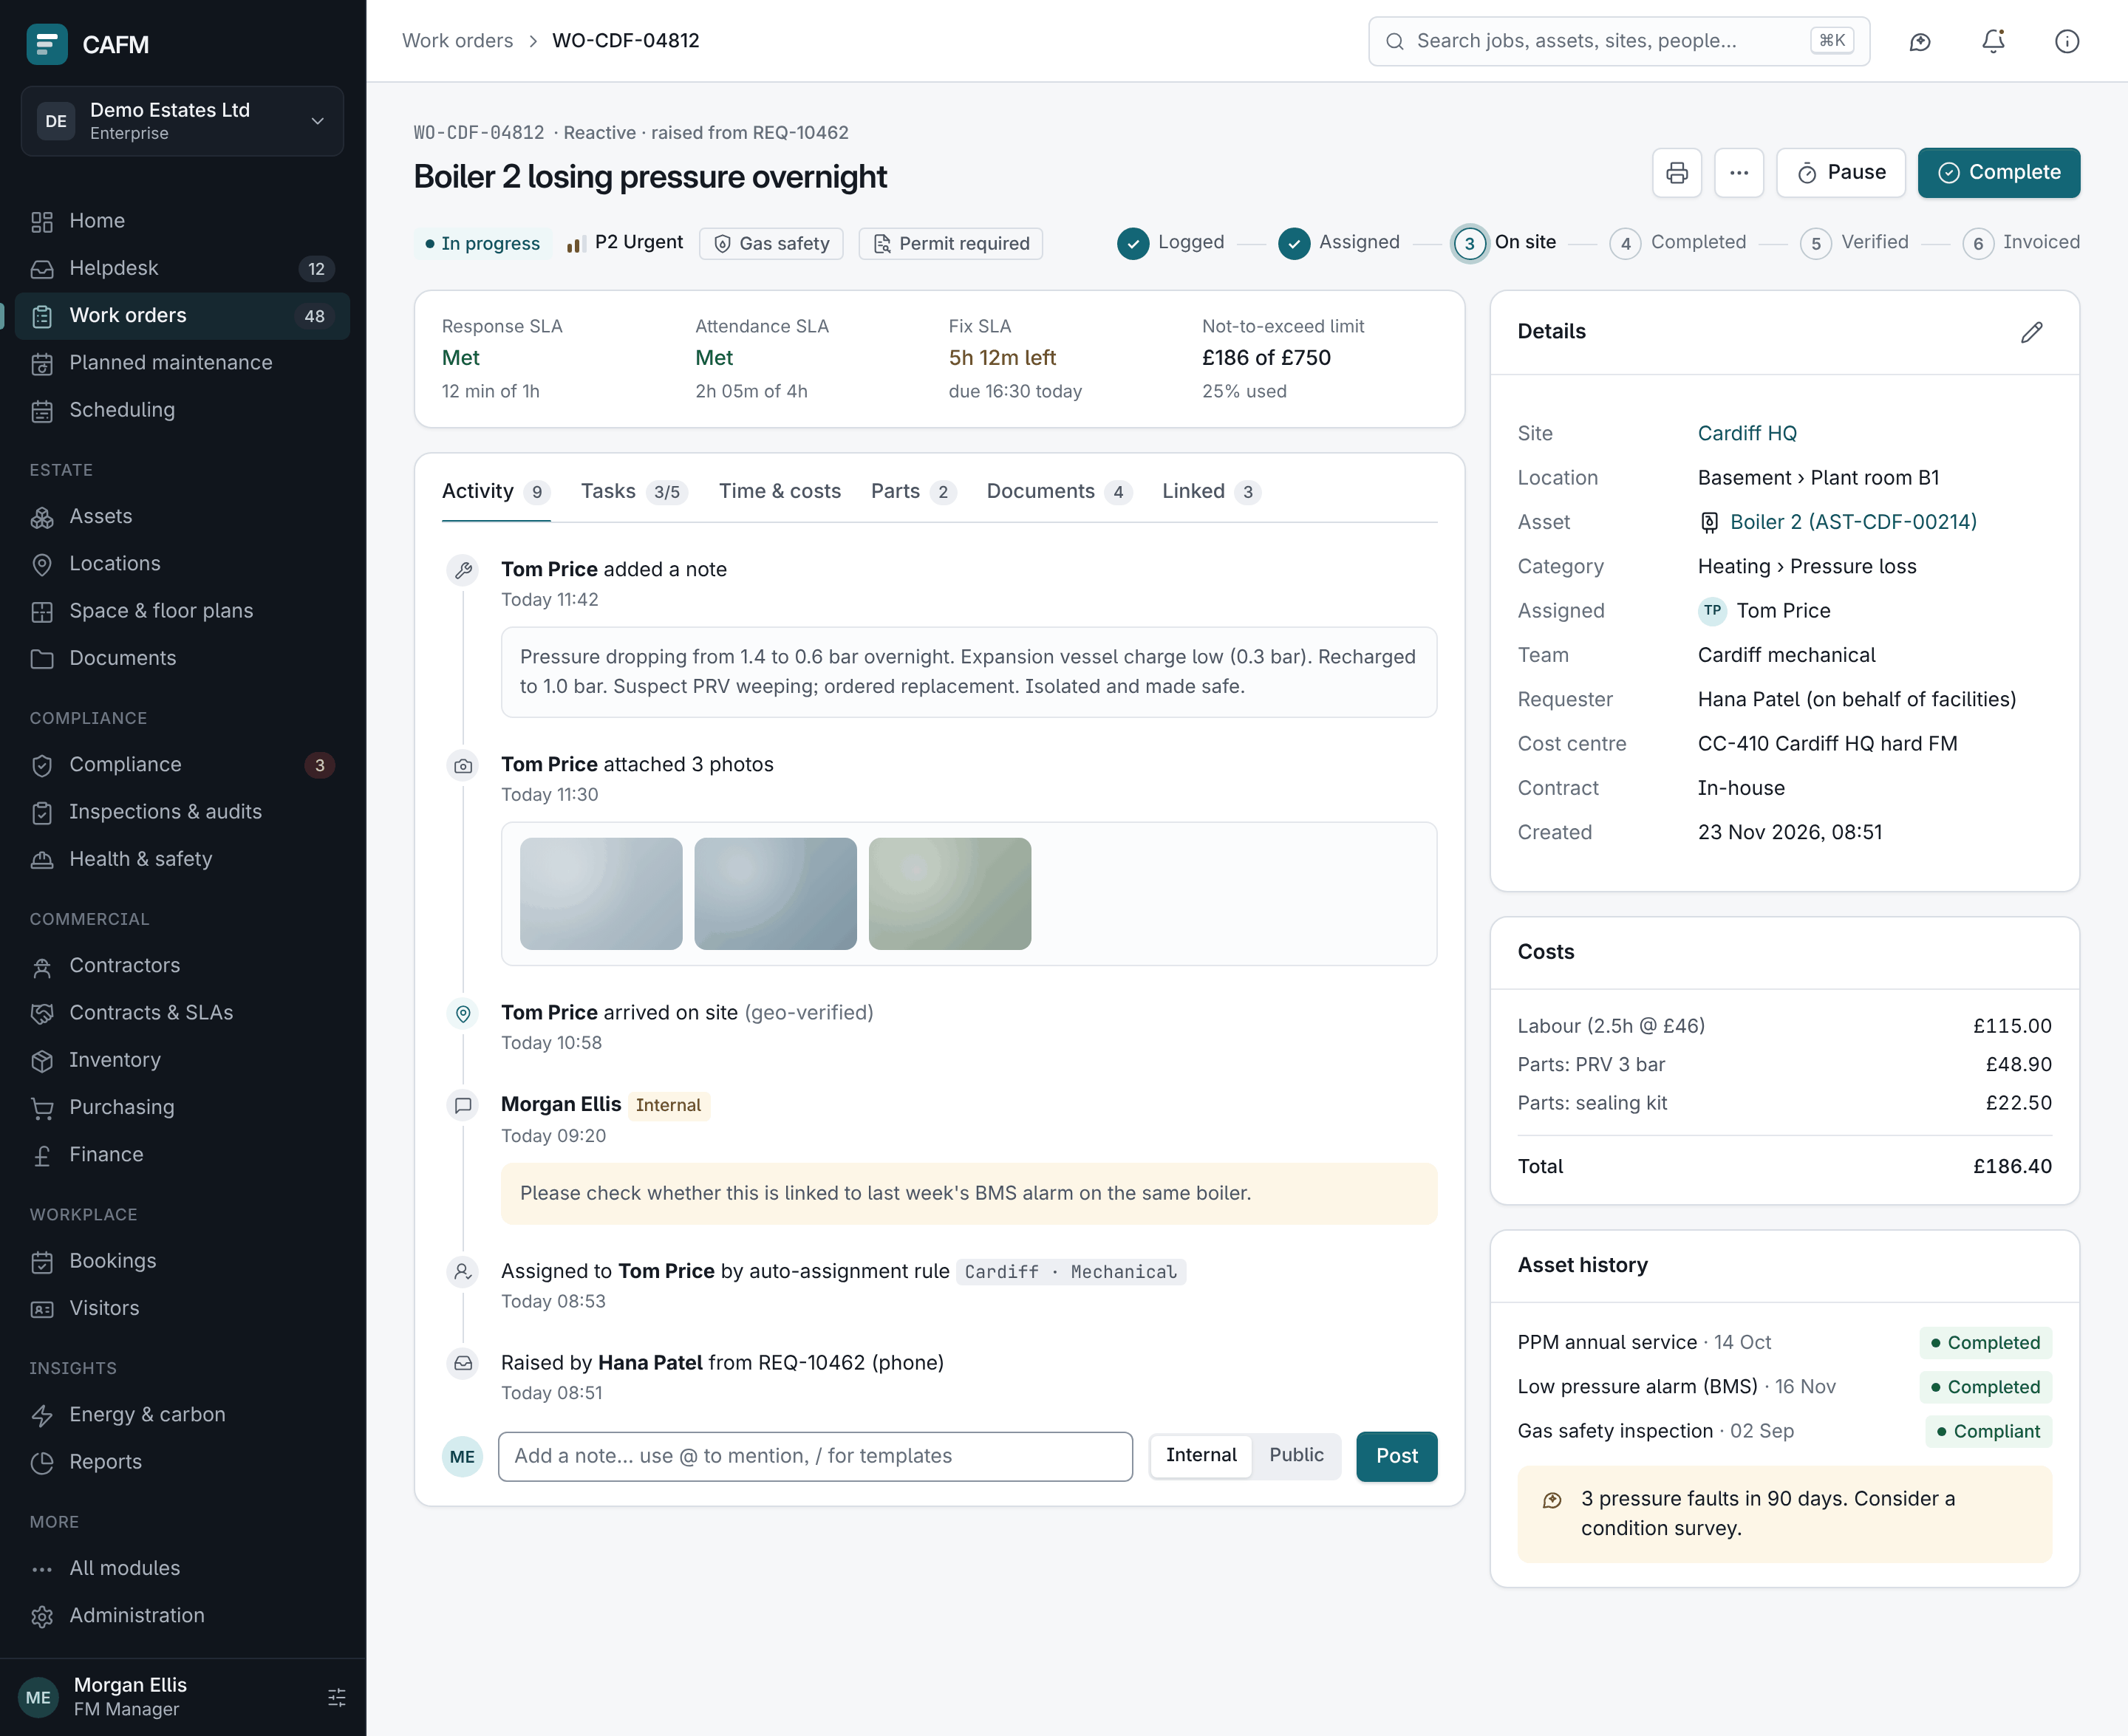 CAFM
DE
Demo Estates Ltd
Enterprise
Home
Helpdesk 12
Work orders 48
Planned maintenance
Scheduling
ESTATE
Assets
Locations
Space & floor plans
Documents
COMPLIANCE
Compliance 3
Inspections & audits
Health & safety
COMMERCIAL
Contractors
Contracts & SLAs
Inventory
Purchasing
Finance
WORKPLACE
Bookings
Visitors
INSIGHTS
Energy & carbon
Reports
MORE
All modules
Administration
ME
Morgan Ellis
FM Manager
Work orders > WO-CDF-04812
Search jobs, assets, sites, people... ⌘K
WO-CDF-04812 · Reactive · raised from REQ-10462
Boiler 2 losing pressure overnight
Pause
Complete
In progress P2 Urgent Gas safety Permit required
Logged Assigned 3 On site 4 Completed 5 Verified 6 Invoiced
Response SLA
Met
12 min of 1h
Attendance SLA
Met
2h 05m of 4h
Fix SLA
5h 12m left
due 16:30 today
Not-to-exceed limit
£186 of £750
25% used
Activity 9 Tasks 3/5 Time & costs Parts 2 Documents 4 Linked 3
Tom Price added a note
Today 11:42
Pressure dropping from 1.4 to 0.6 bar overnight. Expansion vessel charge low (0.3 bar). Recharged
to 1.0 bar. Suspect PRV weeping; ordered replacement. Isolated and made safe.
Tom Price attached 3 photos
Today 11:30
Tom Price arrived on site (geo-verified)
Today 10:58
Morgan Ellis Internal
Today 09:20
Please check whether this is linked to last week's BMS alarm on the same boiler.
Assigned to Tom Price by auto-assignment rule Cardiff · Mechanical
Today 08:53
Raised by Hana Patel from REQ-10462 (phone)
Today 08:51
ME Add a note... use @ to mention, / for templates Internal Public Post
Details
Site Cardiff HQ
Location Basement › Plant room B1
Asset Boiler 2 (AST-CDF-00214)
Category Heating › Pressure loss
Assigned TP Tom Price
Team Cardiff mechanical
Requester Hana Patel (on behalf of facilities)
Cost centre CC-410 Cardiff HQ hard FM
Contract In-house
Created 23 Nov 2026, 08:51
Costs
Labour (2.5h @ £46) £115.00
Parts: PRV 3 bar £48.90
Parts: sealing kit £22.50
Total £186.40
Asset history
PPM annual service · 14 Oct Completed
Low pressure alarm (BMS) · 16 Nov Completed
Gas safety inspection · 02 Sep Compliant
3 pressure faults in 90 days. Consider a
condition survey.